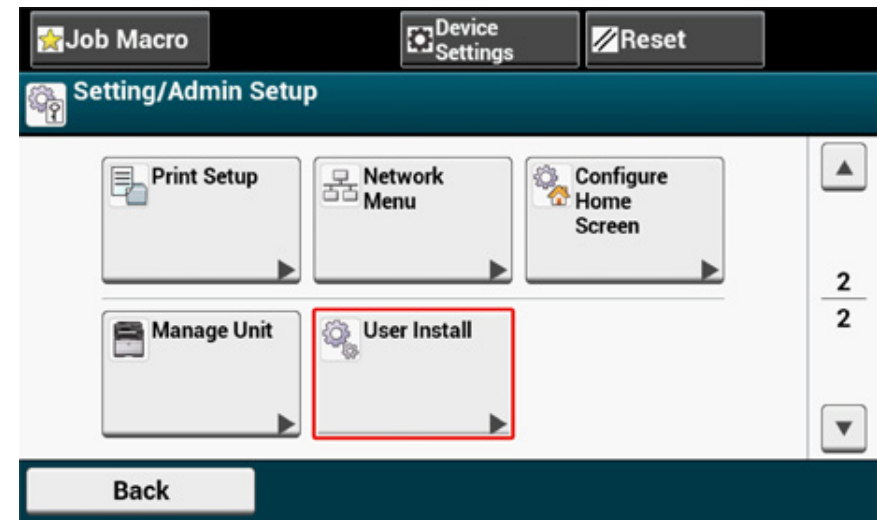 Job Macro
Device
Settings
Reset
Setting/Admin Setup
Print Setup
Network
Menu
Configure
Home
Screen
2
2
Manage Unit
User Install
Back